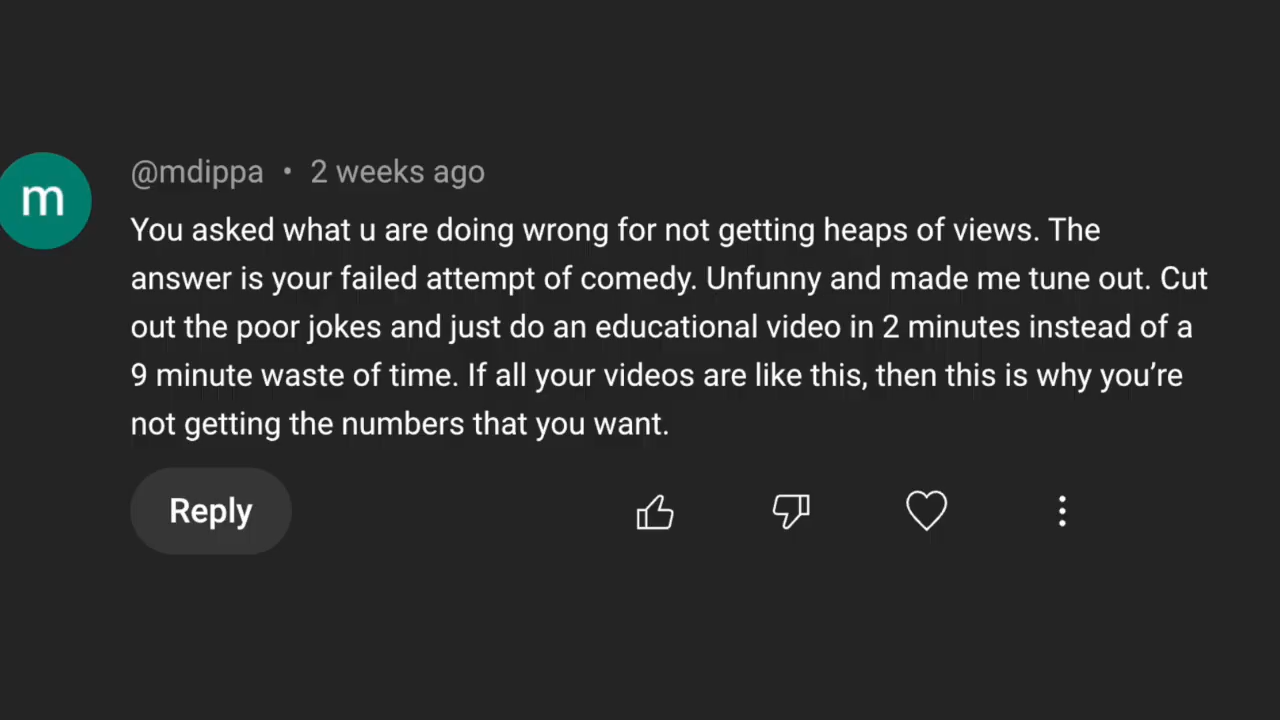 @mdippa • 2 weeks ago
m
You asked what u are doing wrong for not getting heaps of views. The
answer is your failed attempt of comedy. Unfunny and made me tune out. Cut
out the poor jokes and just do an educational video in 2 minutes instead of a
9 minute waste of time. If all your videos are like this, then this is why you’re
not getting the numbers that you want.
Reply